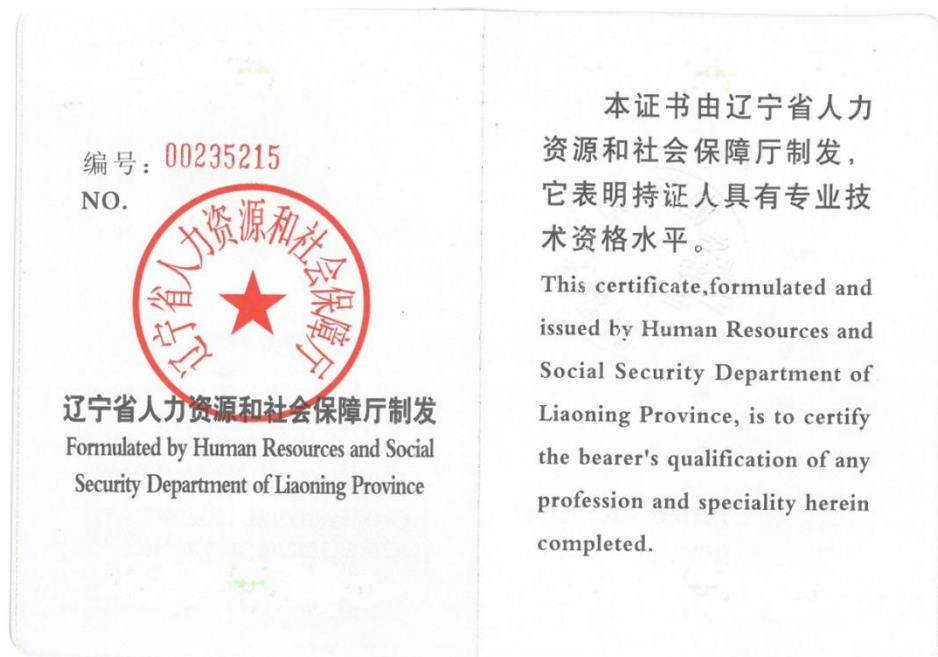 编号：00235215
NO.
辽宁省人力资源和社会保障厅
辽宁省人力资源和社会保障厅制发
Formulated by Human Resources and Social
Security Department of Liaoning Province
本证书由辽宁省人力
资源和社会保障厅制发，
它表明持证人具有专业技
术资格水平。
This certificate,formulated and
issued by Human Resources and
Social Security Department of
Liaoning Province, is to certify
the bearer's qualification of any
profession and speciality herein
completed.